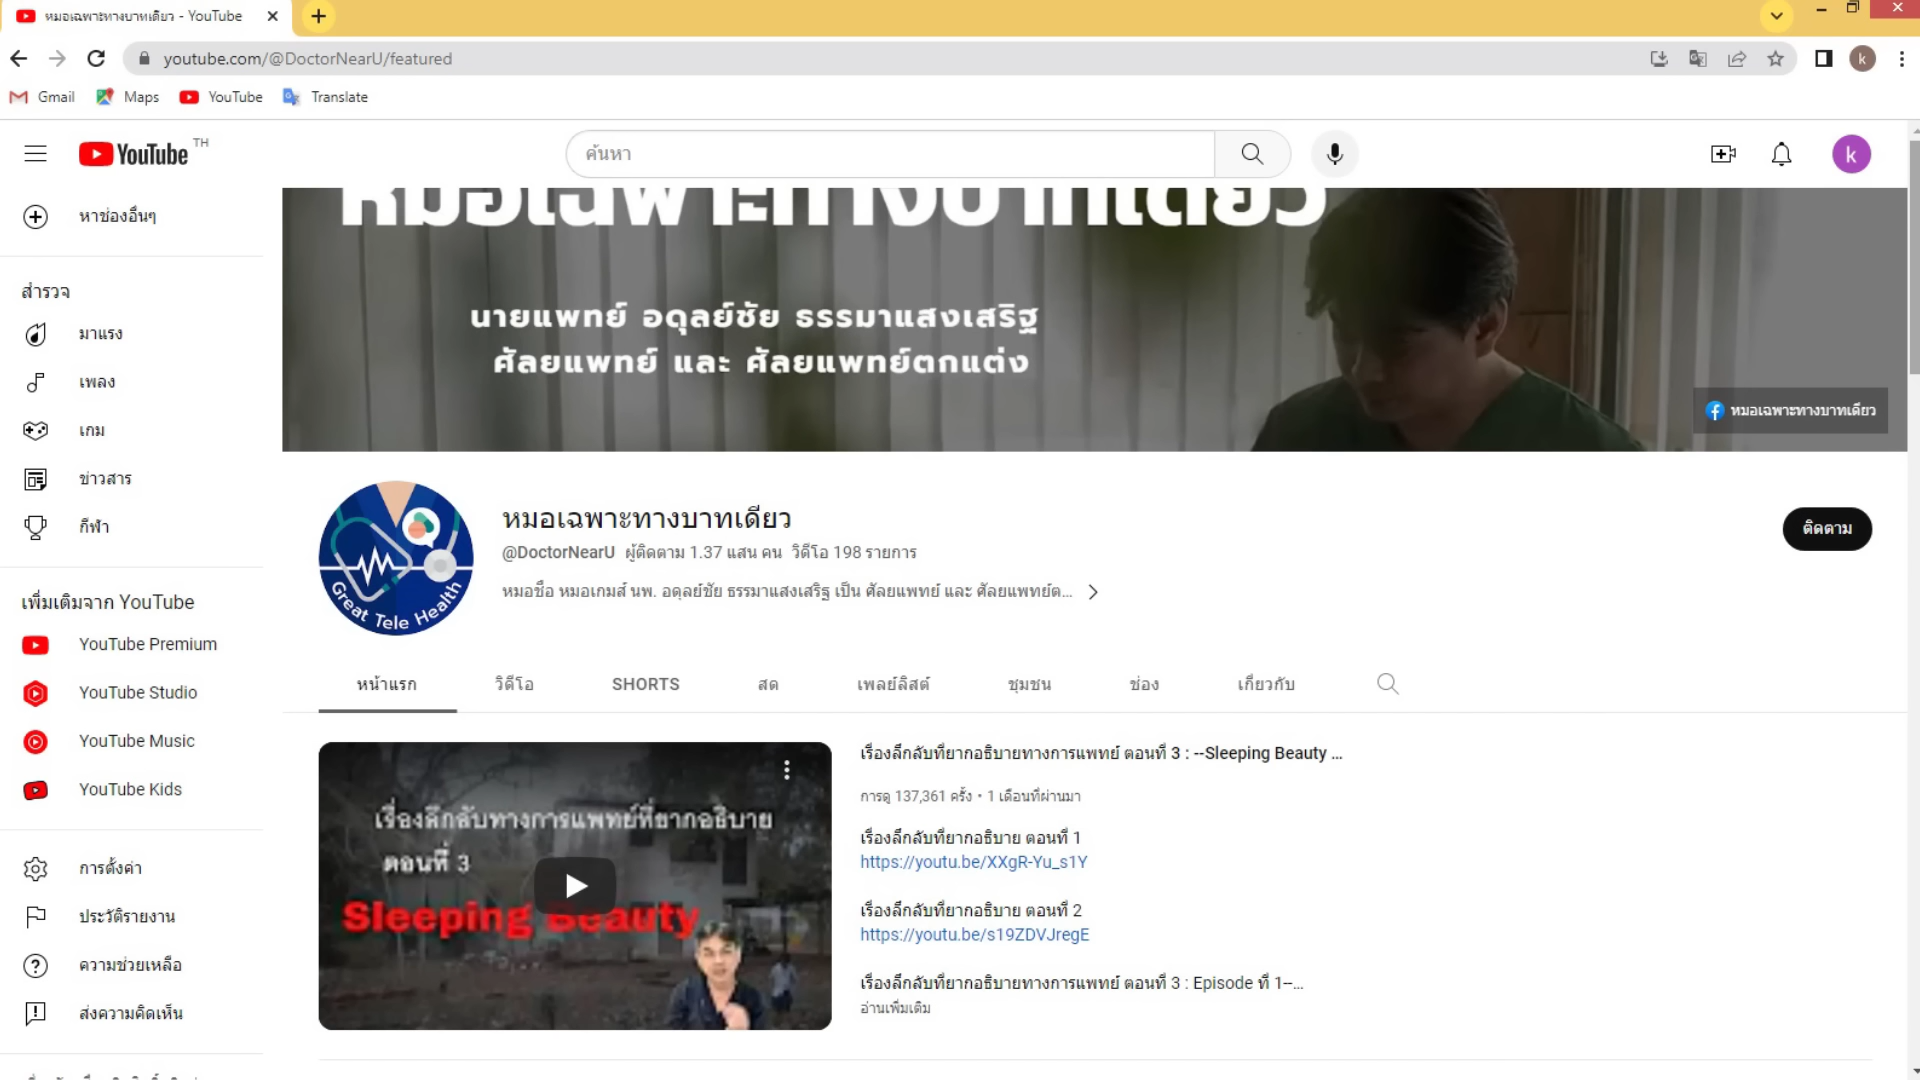 หมอเฉพาะทางบาทเดียว - YouTube
youtube.com/@DoctorNearU/featured
k
Gmail
Maps
YouTube
Translate
YouTube TH
ค้นหา
k
หาช่องอื่นๆ
สำรวจ
มาแรง
เพลง
เกม
ข่าวสาร
กีฬา
เพิ่มเติมจาก YouTube
YouTube Premium
YouTube Studio
YouTube Music
YouTube Kids
การตั้งค่า
ประวัติรายงาน
ความช่วยเหลือ
ส่งความคิดเห็น
หมอเฉพาะทางบาทเดียว
นายแพทย์ อดุลย์ชัย ธรรมาแสงเสริฐ
ศัลยแพทย์ และ ศัลยแพทย์ตกแต่ง
หมอเฉพาะทางบาทเดียว
Great Tele Health
หมอเฉพาะทางบาทเดียว
@DoctorNearU ผู้ติดตาม 1.37 แสน คน วิดีโอ 198 รายการ
หมอชื่อ หมอเกมส์ นพ. อดุลย์ชัย ธรรมาแสงเสริฐ เป็น ศัลยแพทย์ และ ศัลยแพทย์ต...
ติดตาม
หน้าแรก
วิดีโอ
SHORTS
สด
เพลย์ลิสต์
ชุมชน
ช่อง
เกี่ยวกับ
เรื่องลึกลับทางการแพทย์ที่ยากอธิบาย
ตอนที่ 3
Sleeping Beauty
เรื่องลึกลับที่ยากอธิบายทางการแพทย์ ตอนที่ 3 : --Sleeping Beauty ...
การดู 137,361 ครั้ง • 1 เดือนที่ผ่านมา
เรื่องลึกลับที่ยากอธิบาย ตอนที่ 1
https://youtu.be/XXgR-Yu_s1Y
เรื่องลึกลับที่ยากอธิบาย ตอนที่ 2
https://youtu.be/s19ZDVJregE
เรื่องลึกลับที่ยากอธิบายทางการแพทย์ ตอนที่ 3 : Episode ที่ 1--...
อ่านเพิ่มเติม